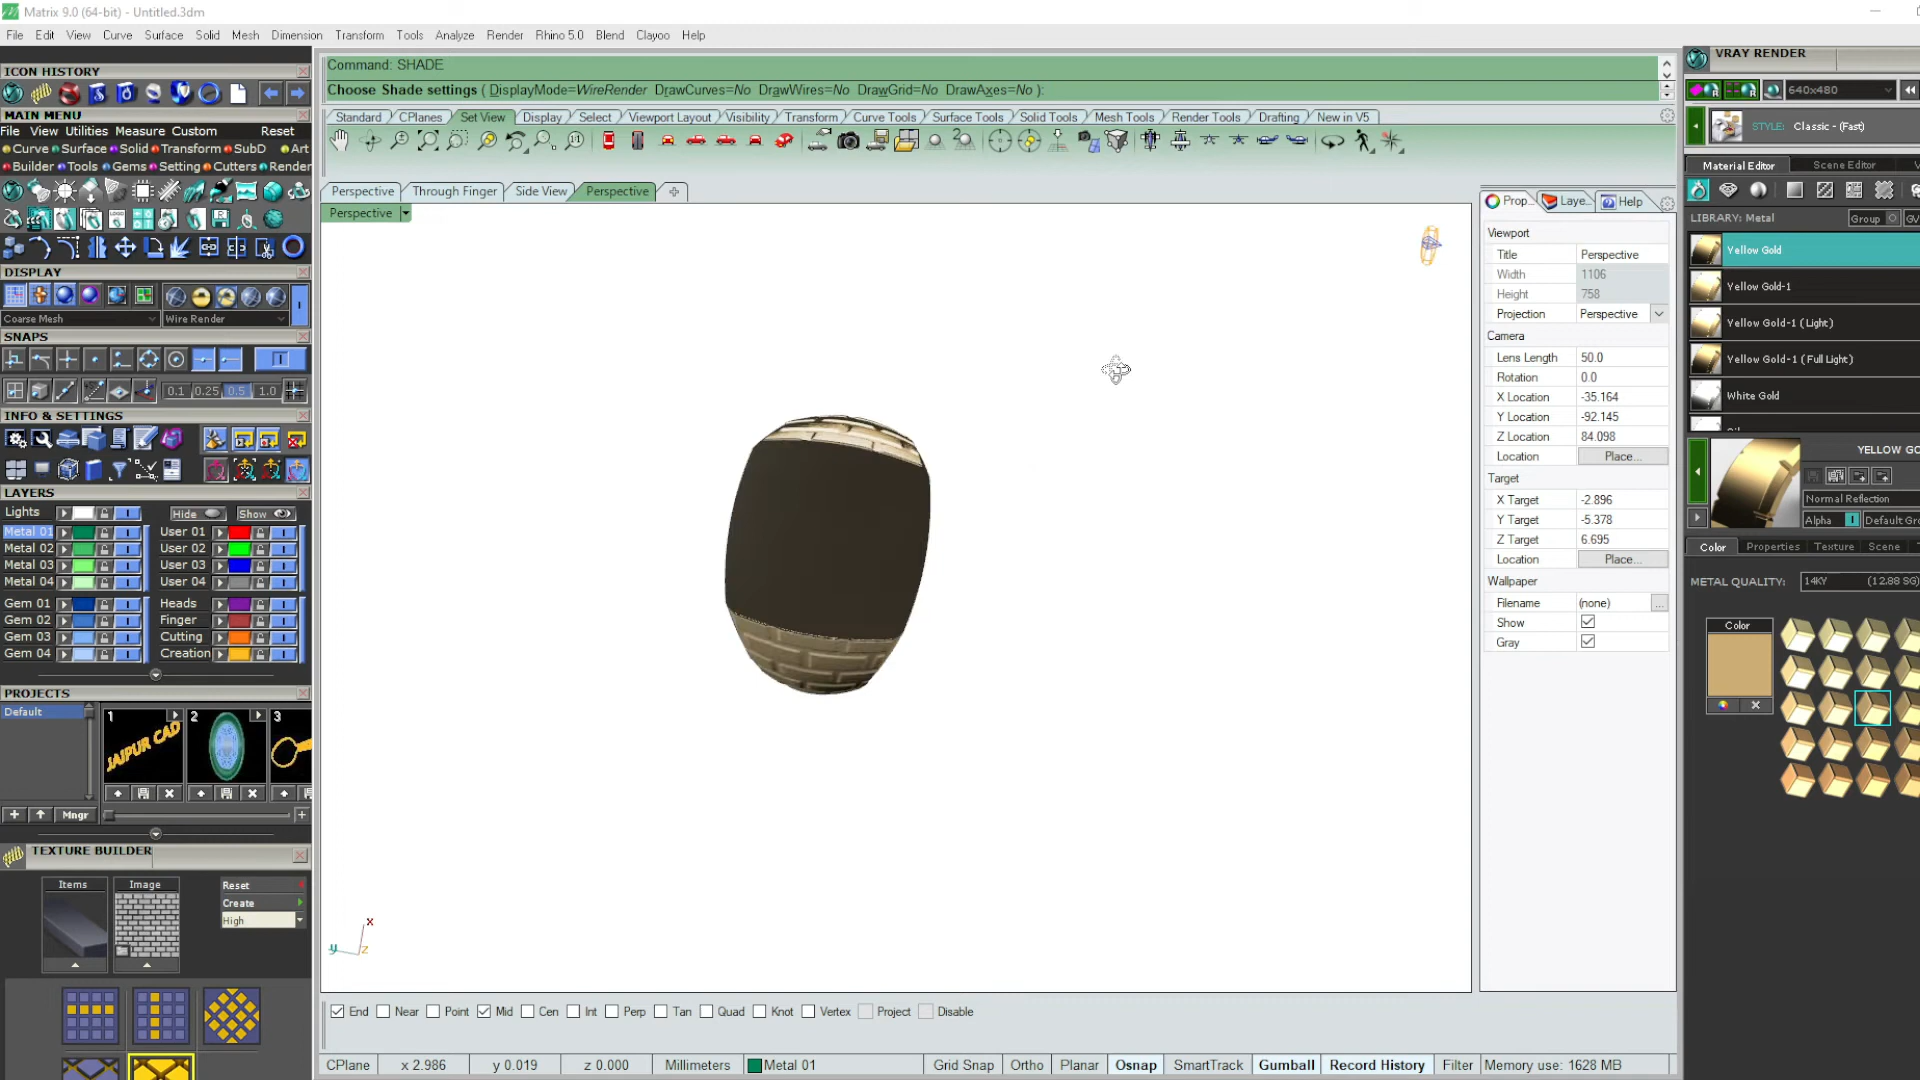 Matrix 9.0 (64-bit) - Untitled.3dm
File Edit View Curve Surface Solid Mesh Dimension Transform Tools Analyze Render Rhino 5.0 Blend Clayoo Help
ICON HISTORY
MAIN MENU
File View Utilities Measure Custom Reset
Curve Surface Solid Transform SubD Art
Builder Tools Gems Setting Cutters Render
DISPLAY
Coarse Mesh Wire Render
SNAPS
0.1 0.25 0.5 1.0
INFO & SETTINGS
LAYERS
Lights Hide Show
Metal 01 User 01
Metal 02 User 02
Metal 03 User 03
Metal 04 User 04
Gem 01 Heads
Gem 02 Finger
Gem 03 Cutting
Gem 04 Creation
PROJECTS
Default 1 2 3
JAIPUR CAD
Mngr
TEXTURE BUILDER
Items Image Reset
Create
High
Command: SHADE
Choose Shade settings ( DisplayMode=WireRender DrawCurves=No DrawWires=No DrawGrid=No DrawAxes=No ):
Standard CPlanes Set View Display Select Viewport Layout Visibility Transform Curve Tools Surface Tools Solid Tools Mesh Tools Render Tools Drafting New in V5
Perspective Through Finger Side View Perspective
Perspective
x
y z
Prop... Laye... Help
Viewport
Title Perspective
Width 1106
Height 758
Projection Perspective
Camera
Lens Length 50.0
Rotation 0.0
X Location -35.164
Y Location -92.145
Z Location 84.098
Location Place...
Target
X Target -2.896
Y Target -5.378
Z Target 6.695
Location Place...
Wallpaper
Filename (none) ...
Show
Gray
VRAY RENDER
640x480
STYLE: Classic - (Fast)
Material Editor Scene Editor
LIBRARY: Metal Group GV
Yellow Gold
Yellow Gold-1
Yellow Gold-1 (Light)
Yellow Gold-1 (Full Light)
White Gold
YELLOW GO
Normal Reflection
Alpha Default Gro
Color Properties Texture Scene
METAL QUALITY: 14KY (12.88 SG)
Color
End Near Point Mid Cen Int Perp Tan Quad Knot Vertex Project Disable
CPlane x 2.986 y 0.019 z 0.000 Millimeters Metal 01 Grid Snap Ortho Planar Osnap SmartTrack Gumball Record History Filter Memory use: 1628 MB